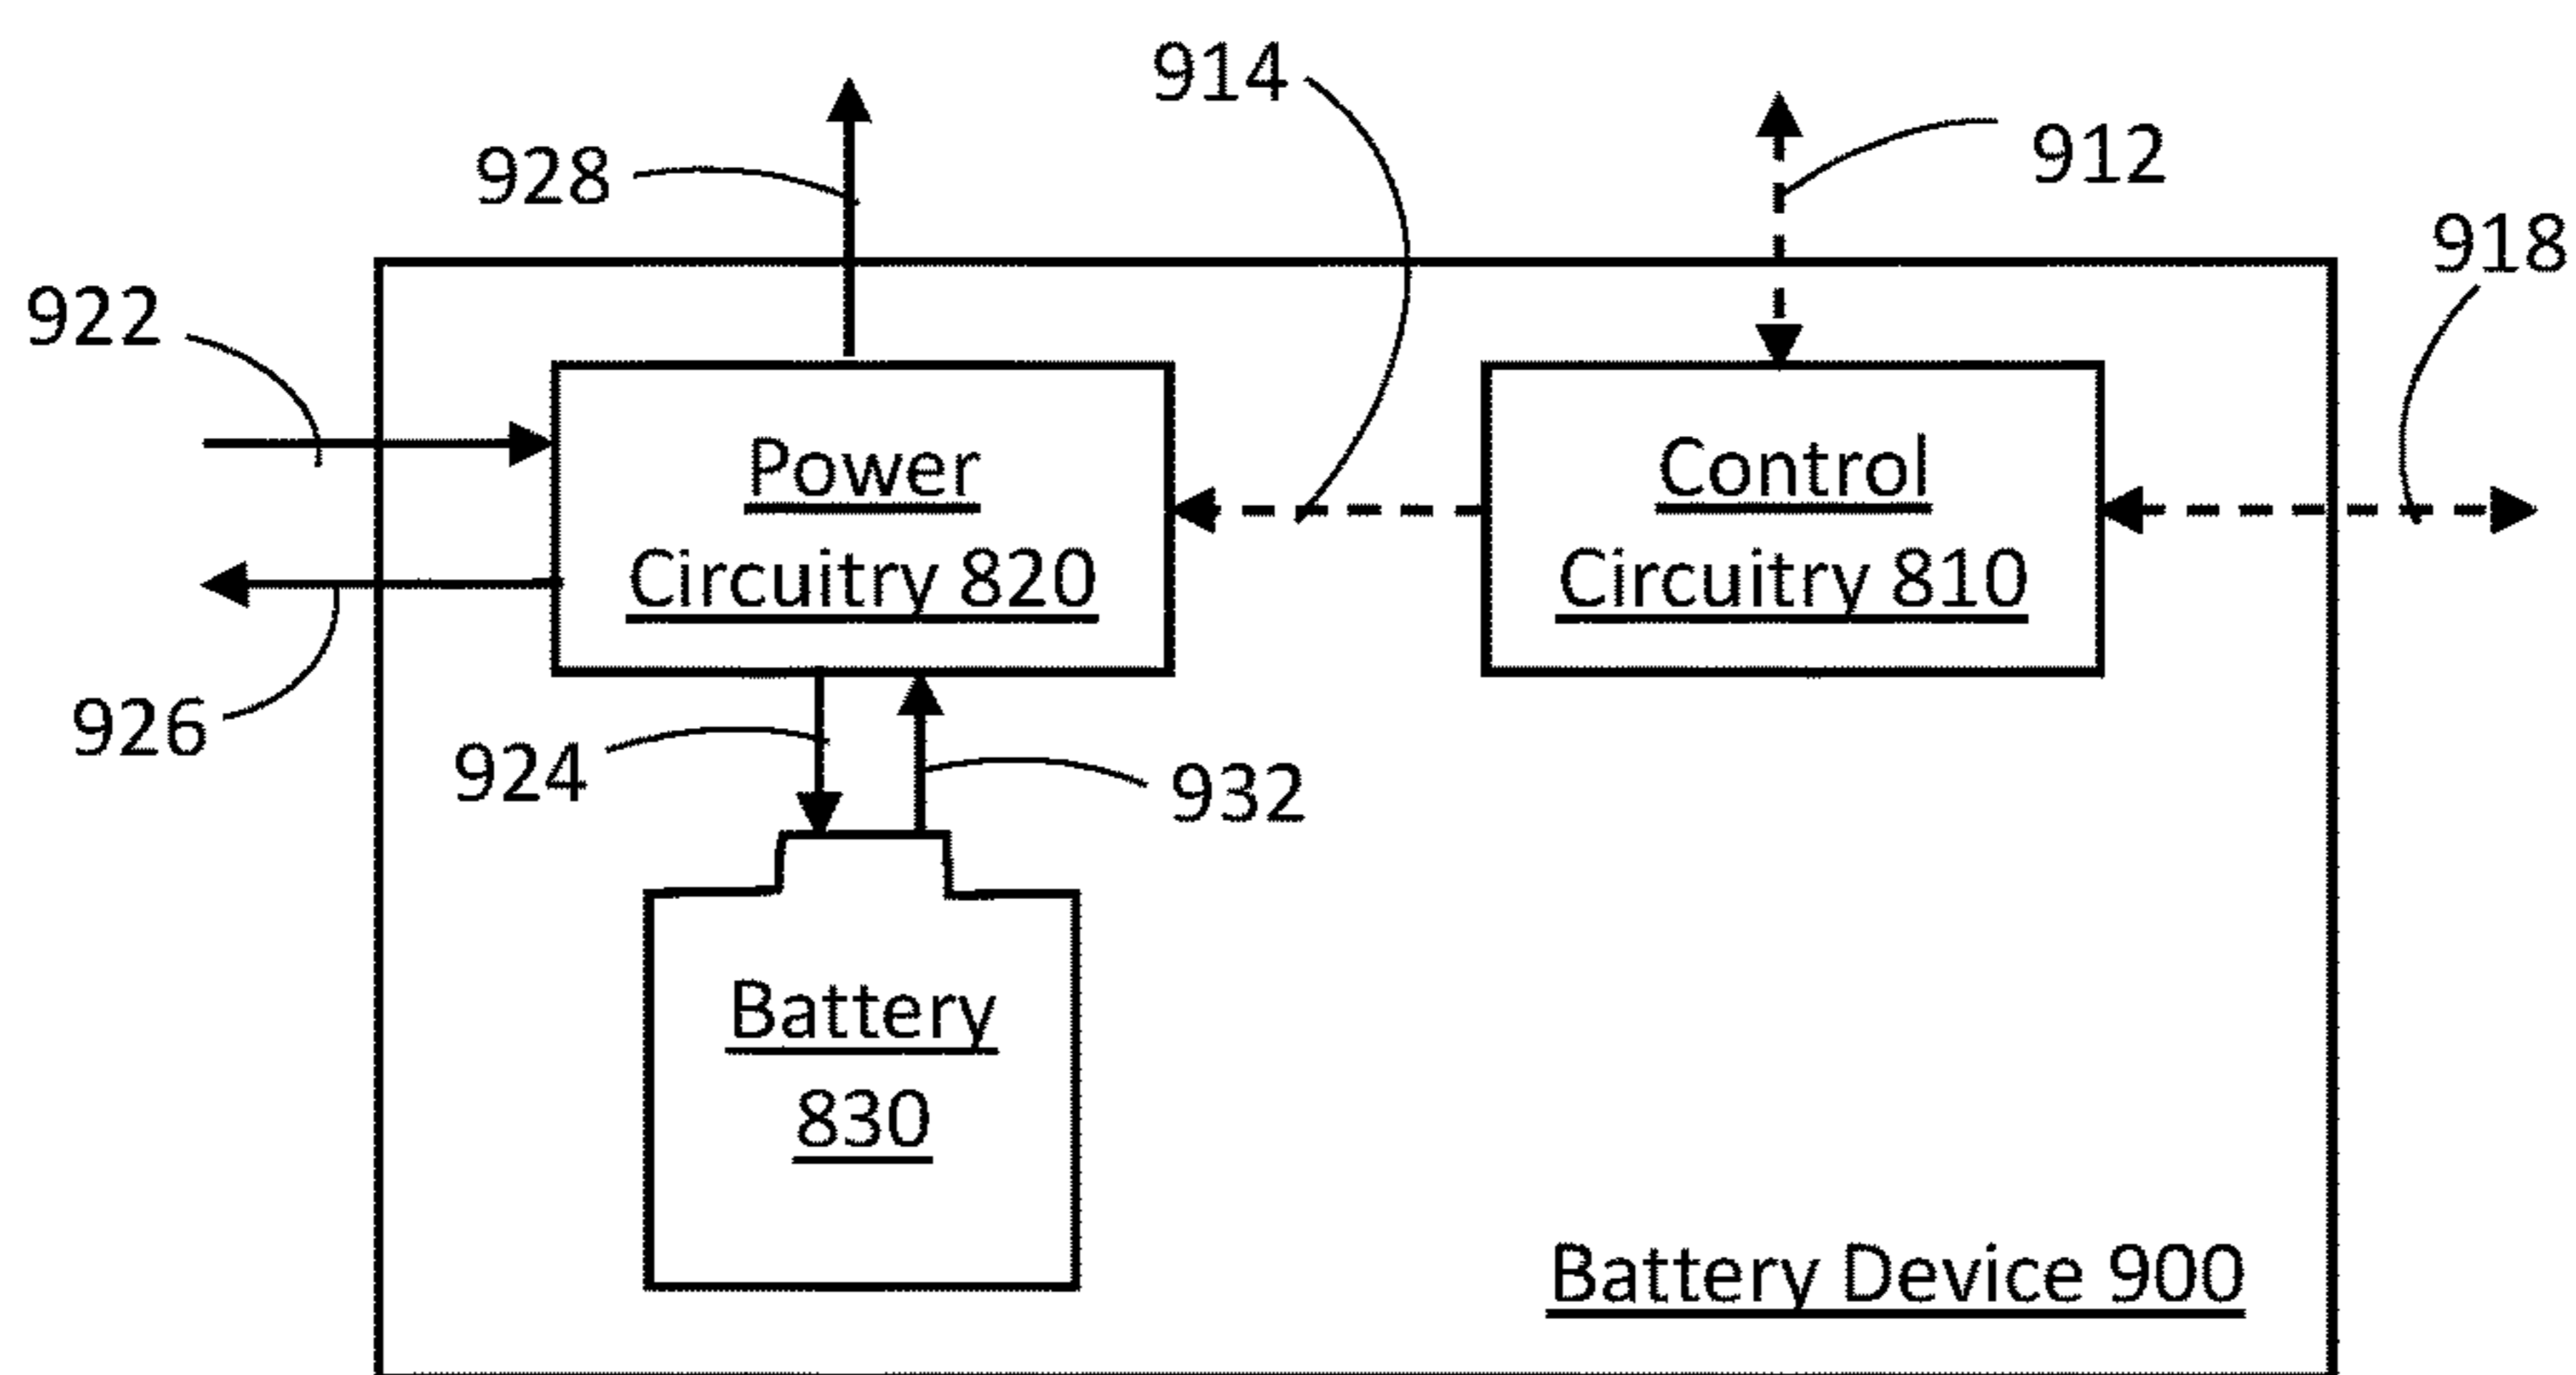 914
928
912
918
922
Power
Circuitry 820
Control
Circuitry 810
926
924
932
Battery
830
Battery Device 900